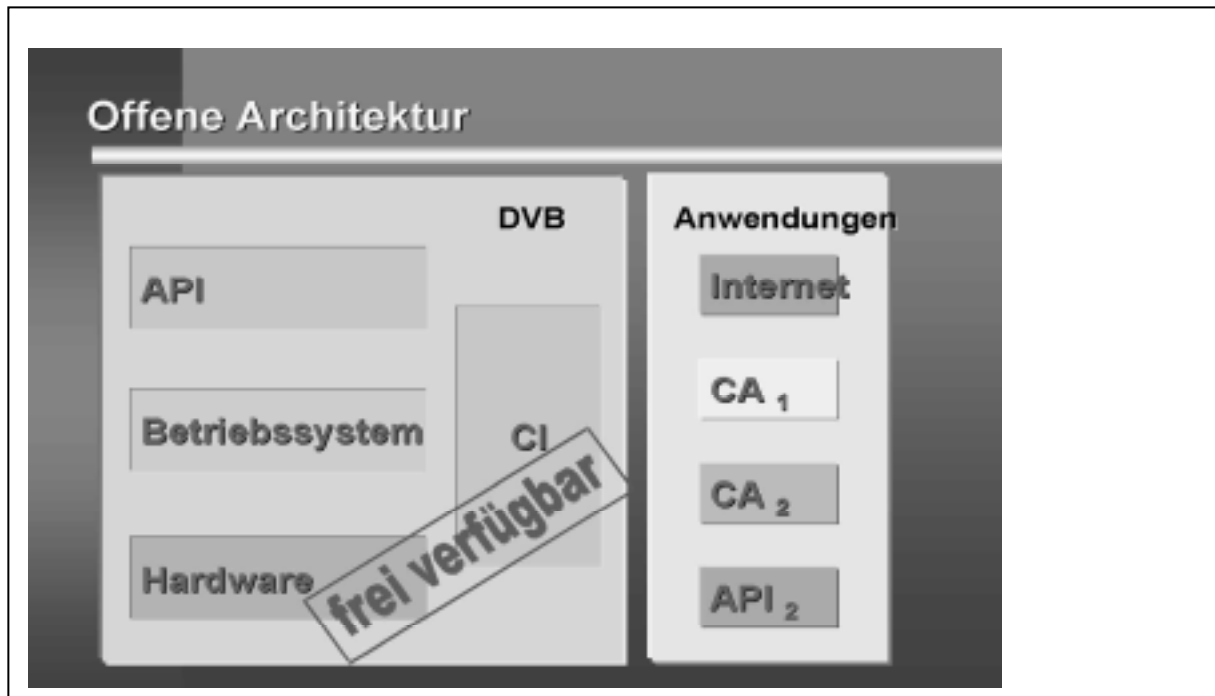 Offene Architektur
DVB
API
Betriebssystem
CI
Hardware
frei verfügbar
Anwendungen
Internet
CA 1
CA 2
API 2